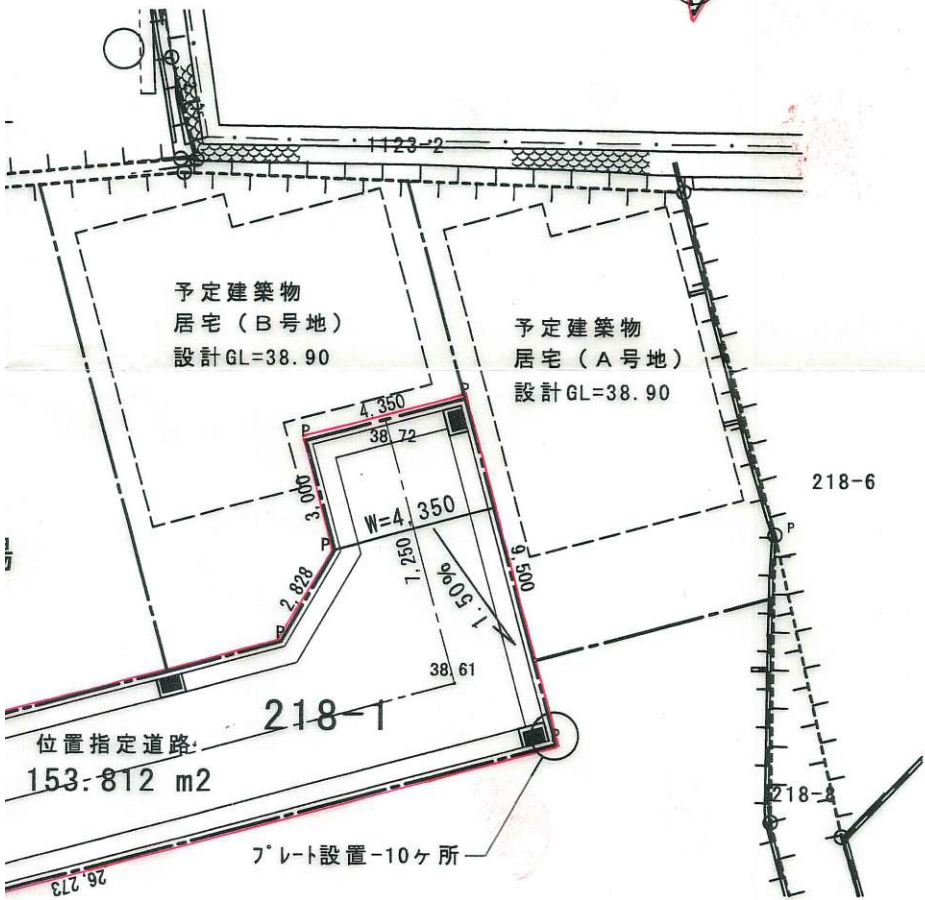 1123-2
予定建築物
居宅（Ｂ号地）
設計GL=38.90
予定建築物
居宅（Ａ号地）
設計GL=38.90
P
4,350
P
38.72
218-6
3,000
W=4,350
P
7,250
9,500
P
1.50%
2,828
P
38.61
218-1
位置指定道路
P
153.812 m2
218-8
プレート設置-10ヶ所
26,273